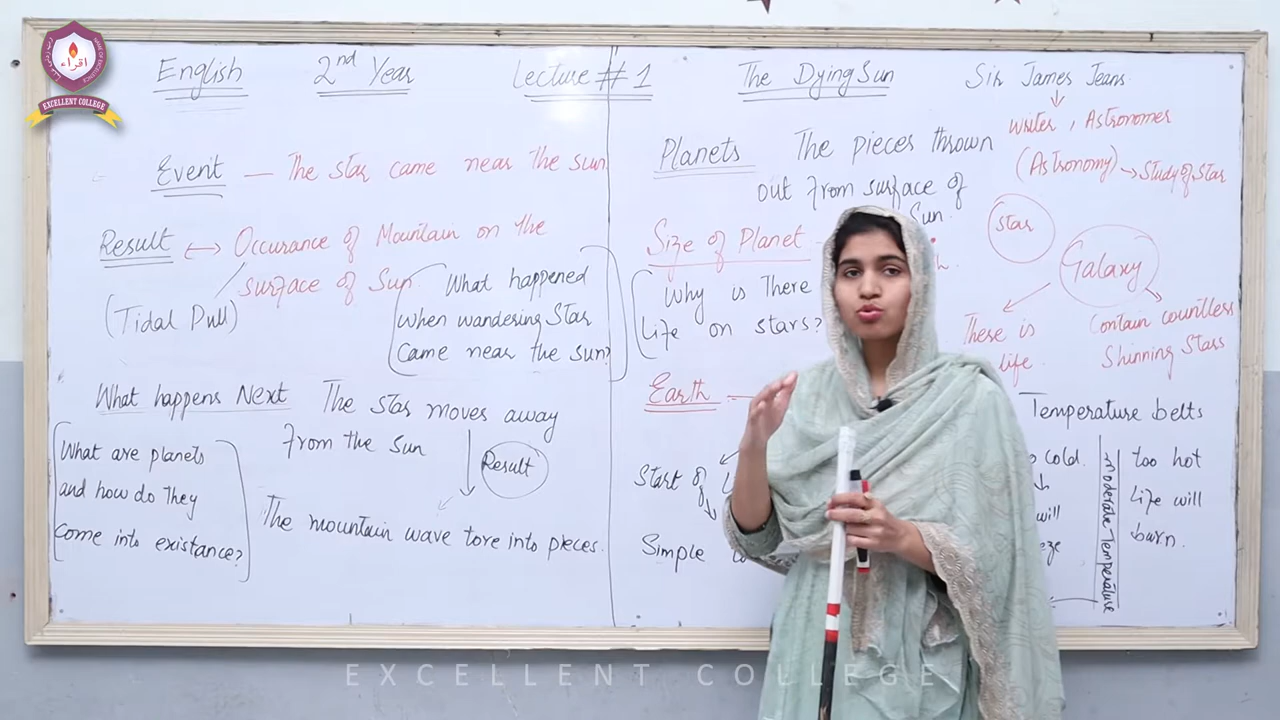 English 2nd Year Lecture # 1 The Dying Sun Sir James Jeans
writer, Astronomer
(Astronomy) → Study of Star
Event — The star came near the sun
Result ↔ Occurance of Mountain on the
surface of Sun.
(Tidal Pull)
What happened
when wandering Star
came near the sun?
What happens Next The star moves away
from the sun
Result
The mountain wave tore into pieces.
What are planets
and how do they
come into existance?
Planets The pieces thrown
out from surface of
Sun.
Size of Planet
Why is There
Life on stars?
Star
Galaxy
There is
life.
Contain countless
Shinning Stars
Earth —
Start of
Simple
Temperature belts
cold.
will
moderate Temperature
too hot
Life will
burn.
اقراء
EXCELLENT COLLEGE
EXCELLENT COLLEGE